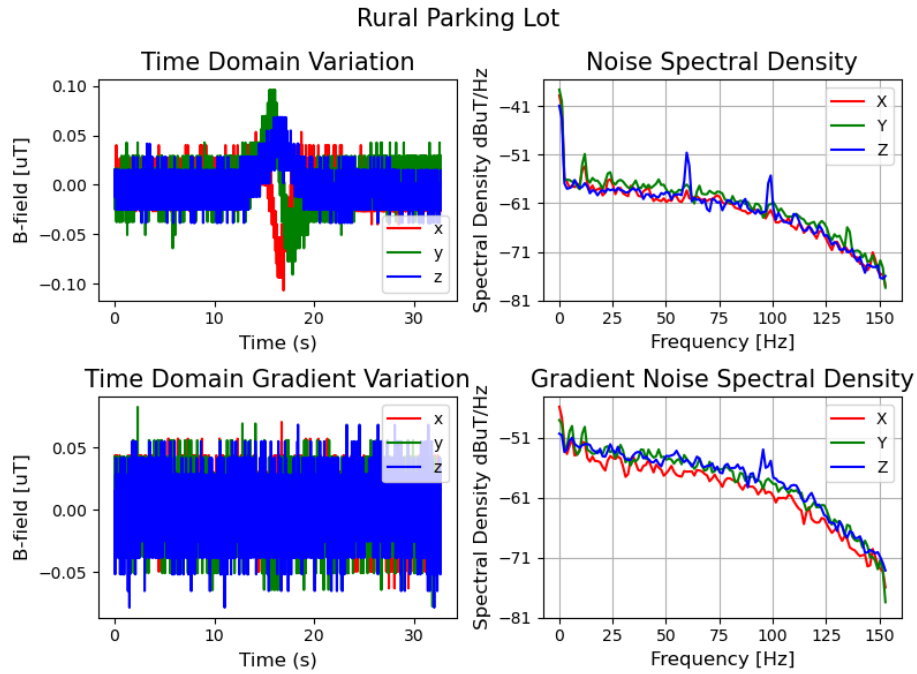 Rural Parking Lot
Time Domain Variation
B-field [uT]
0.10
0.05
0.00
−0.05
−0.10
x
y
z
0
10
20
30
Time (s)
Noise Spectral Density
Spectral Density dBuT/Hz
−41
−51
−61
−71
−81
X
Y
Z
0
25
50
75
100
125
150
Frequency [Hz]
Time Domain Gradient Variation
B-field [uT]
0.05
0.00
−0.05
x
y
z
0
10
20
30
Time (s)
Gradient Noise Spectral Density
Spectral Density dBuT/Hz
−51
−61
−71
−81
X
Y
Z
0
25
50
75
100
125
150
Frequency [Hz]